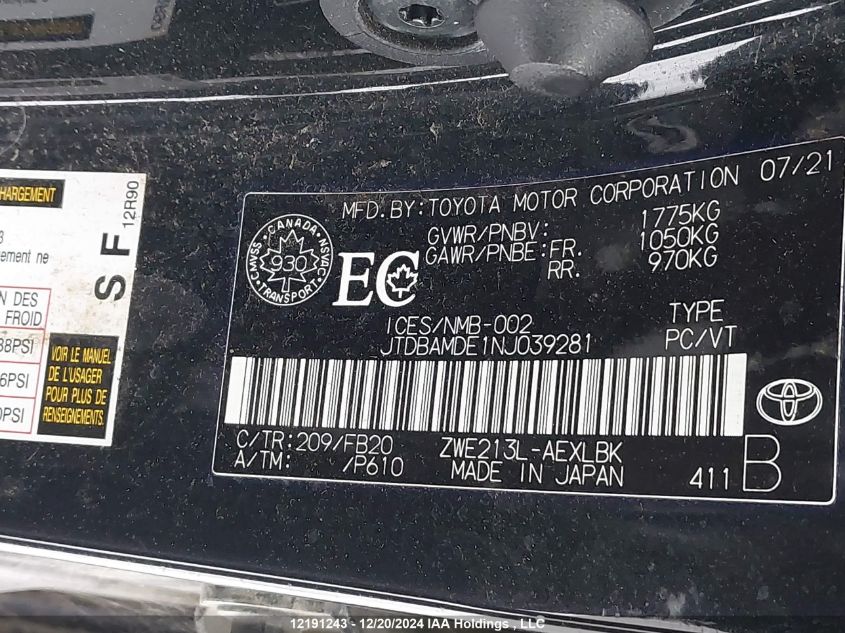 HARGEMENT
ement ne
N DES
FROID
38PSI
6PSI
0PSI
S F
12R90
VOIR LE MANUEL
DE L'USAGER
POUR PLUS DE
RENSEIGNEMENTS.
MFD.BY:TOYOTA MOTOR CORPORATION 07/21
GVWR/PNBV: 1775KG
GAWR/PNBE:FR. 1050KG
RR. 970KG
CANADA
CMVSS 930 NSVAC
TRANSPORT
EC
ICES/NMB-002 TYPE
JTDBAMDE1NJ039281 PC/VT
C/TR:209/FB20 ZWE213L-AEXLBK
A/TM: /P610 MADE IN JAPAN 411 B
12191243 - 12/20/2024 IAA Holdings , LLC